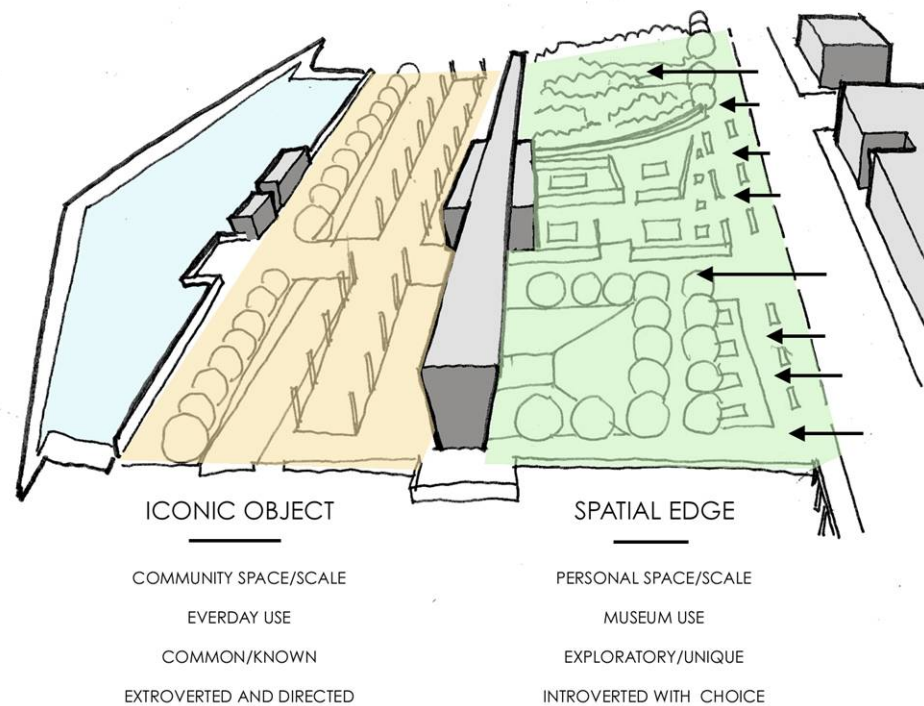 ICONIC OBJECT
COMMUNITY SPACE/SCALE
EVERDAY USE
COMMON/KNOWN
EXTROVERTED AND DIRECTED
SPATIAL EDGE
PERSONAL SPACE/SCALE
MUSEUM USE
EXPLORATORY/UNIQUE
INTROVERTED WITH CHOICE